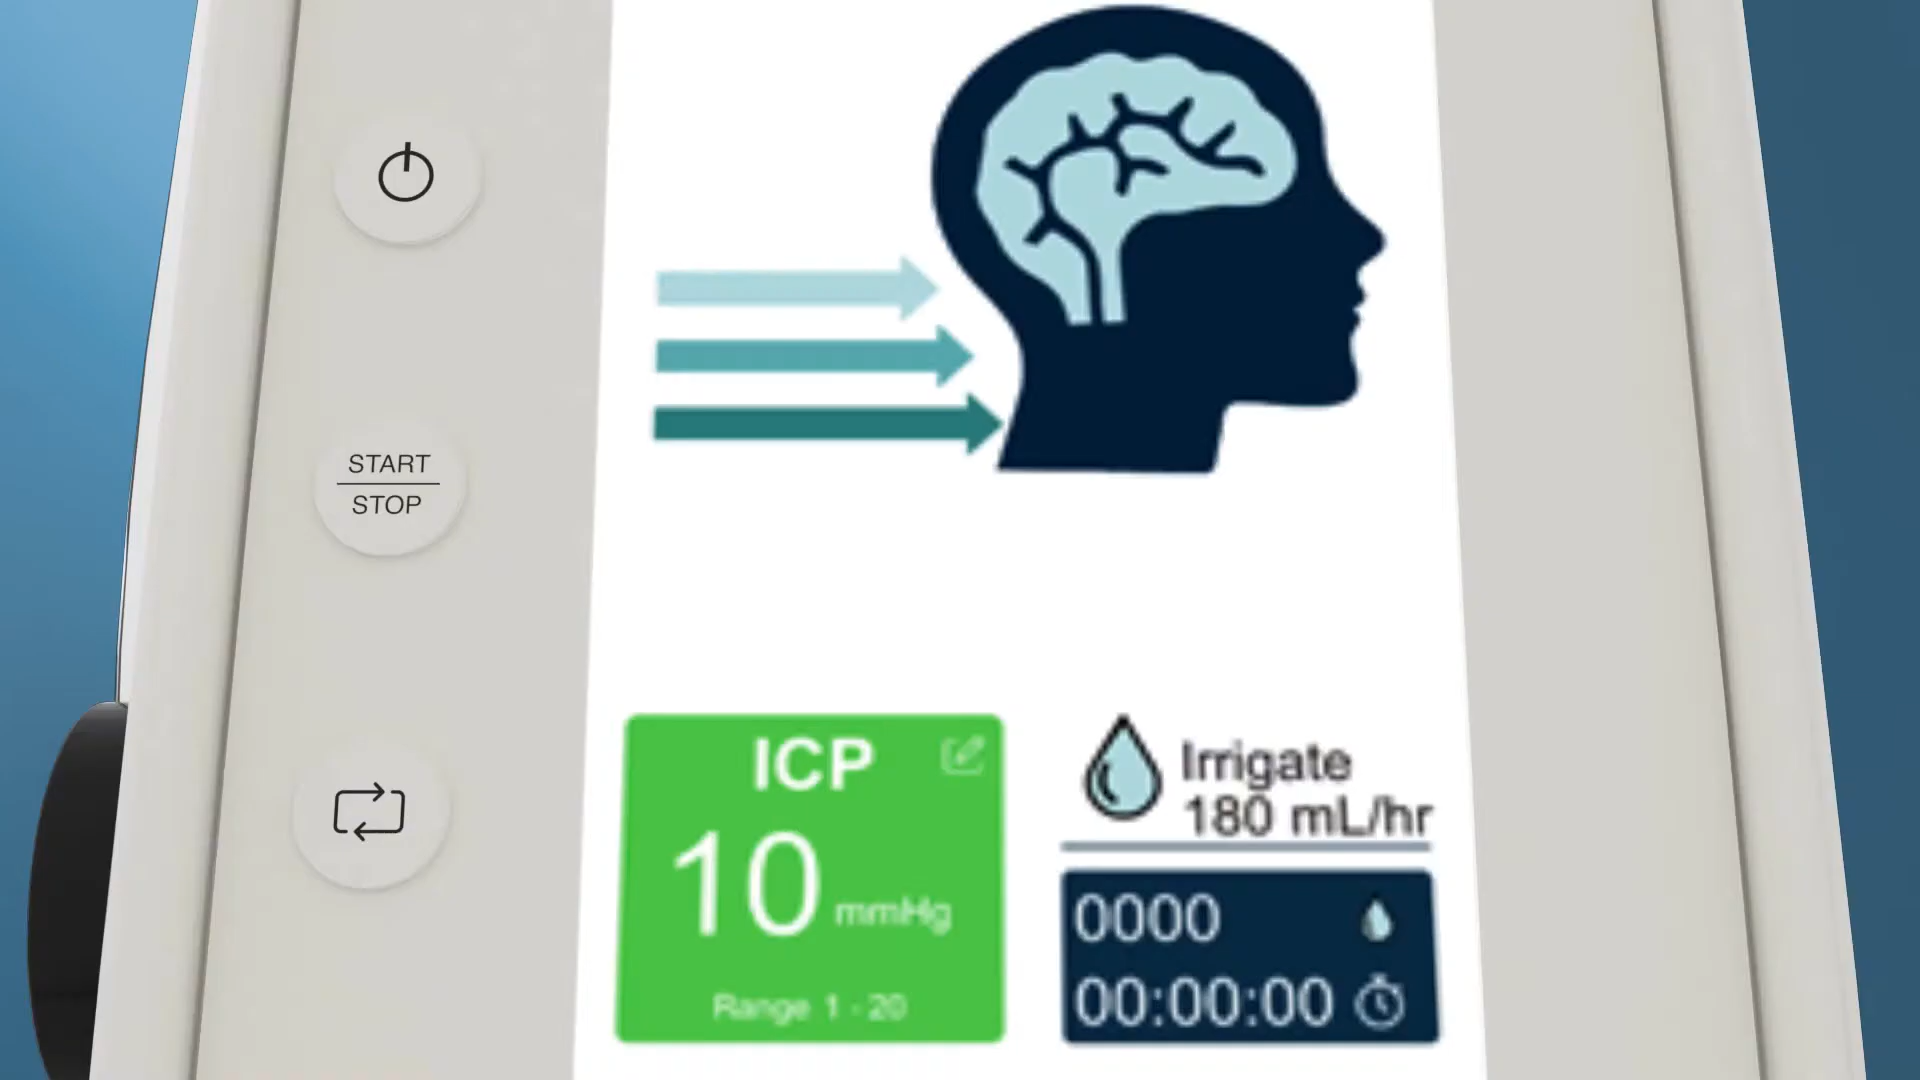 START
STOP
ICP
10 mmHg
Range 1 - 20
Irrigate
180 mL/hr
0000
00:00:00